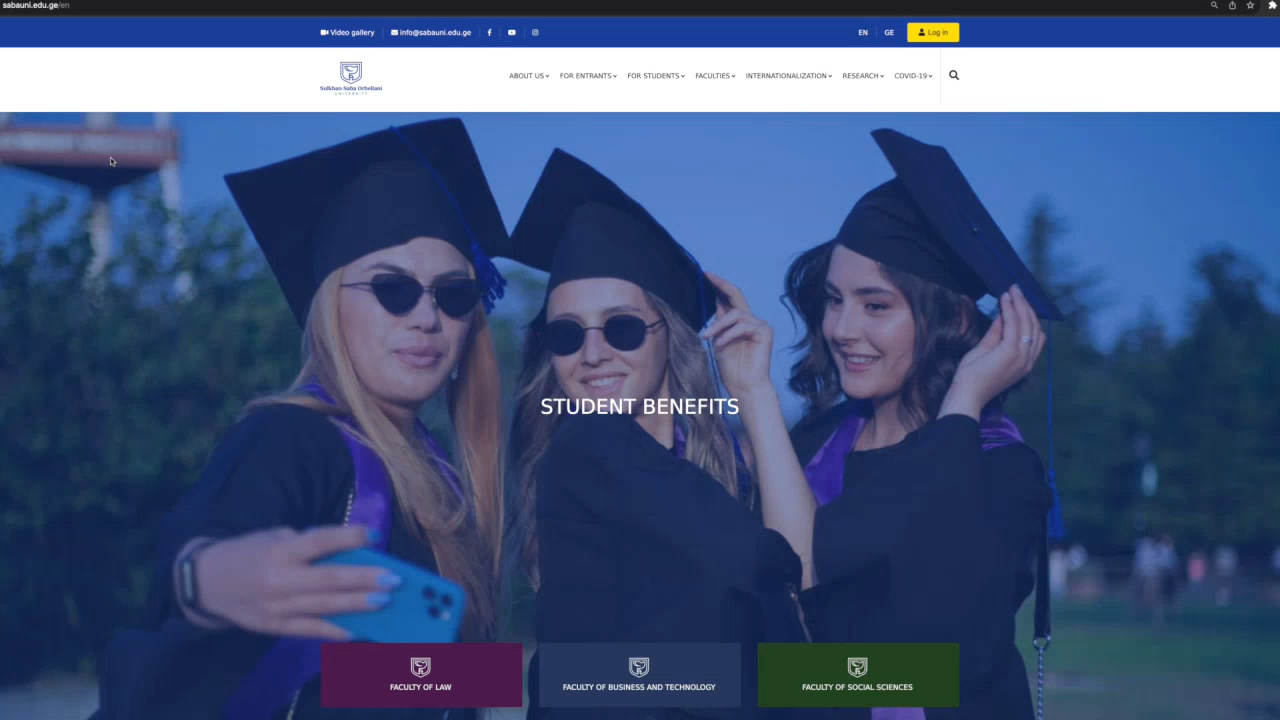 sabauni.edu.ge/en
Video gallery
info@sabauni.edu.ge
EN
GE
Log in
Sulkhan-Saba Orbeliani
UNIVERSITY
ABOUT US
FOR ENTRANTS
FOR STUDENTS
FACULTIES
INTERNATIONALIZATION
RESEARCH
COVID-19
STUDENT BENEFITS
FACULTY OF LAW
FACULTY OF BUSINESS AND TECHNOLOGY
FACULTY OF SOCIAL SCIENCES